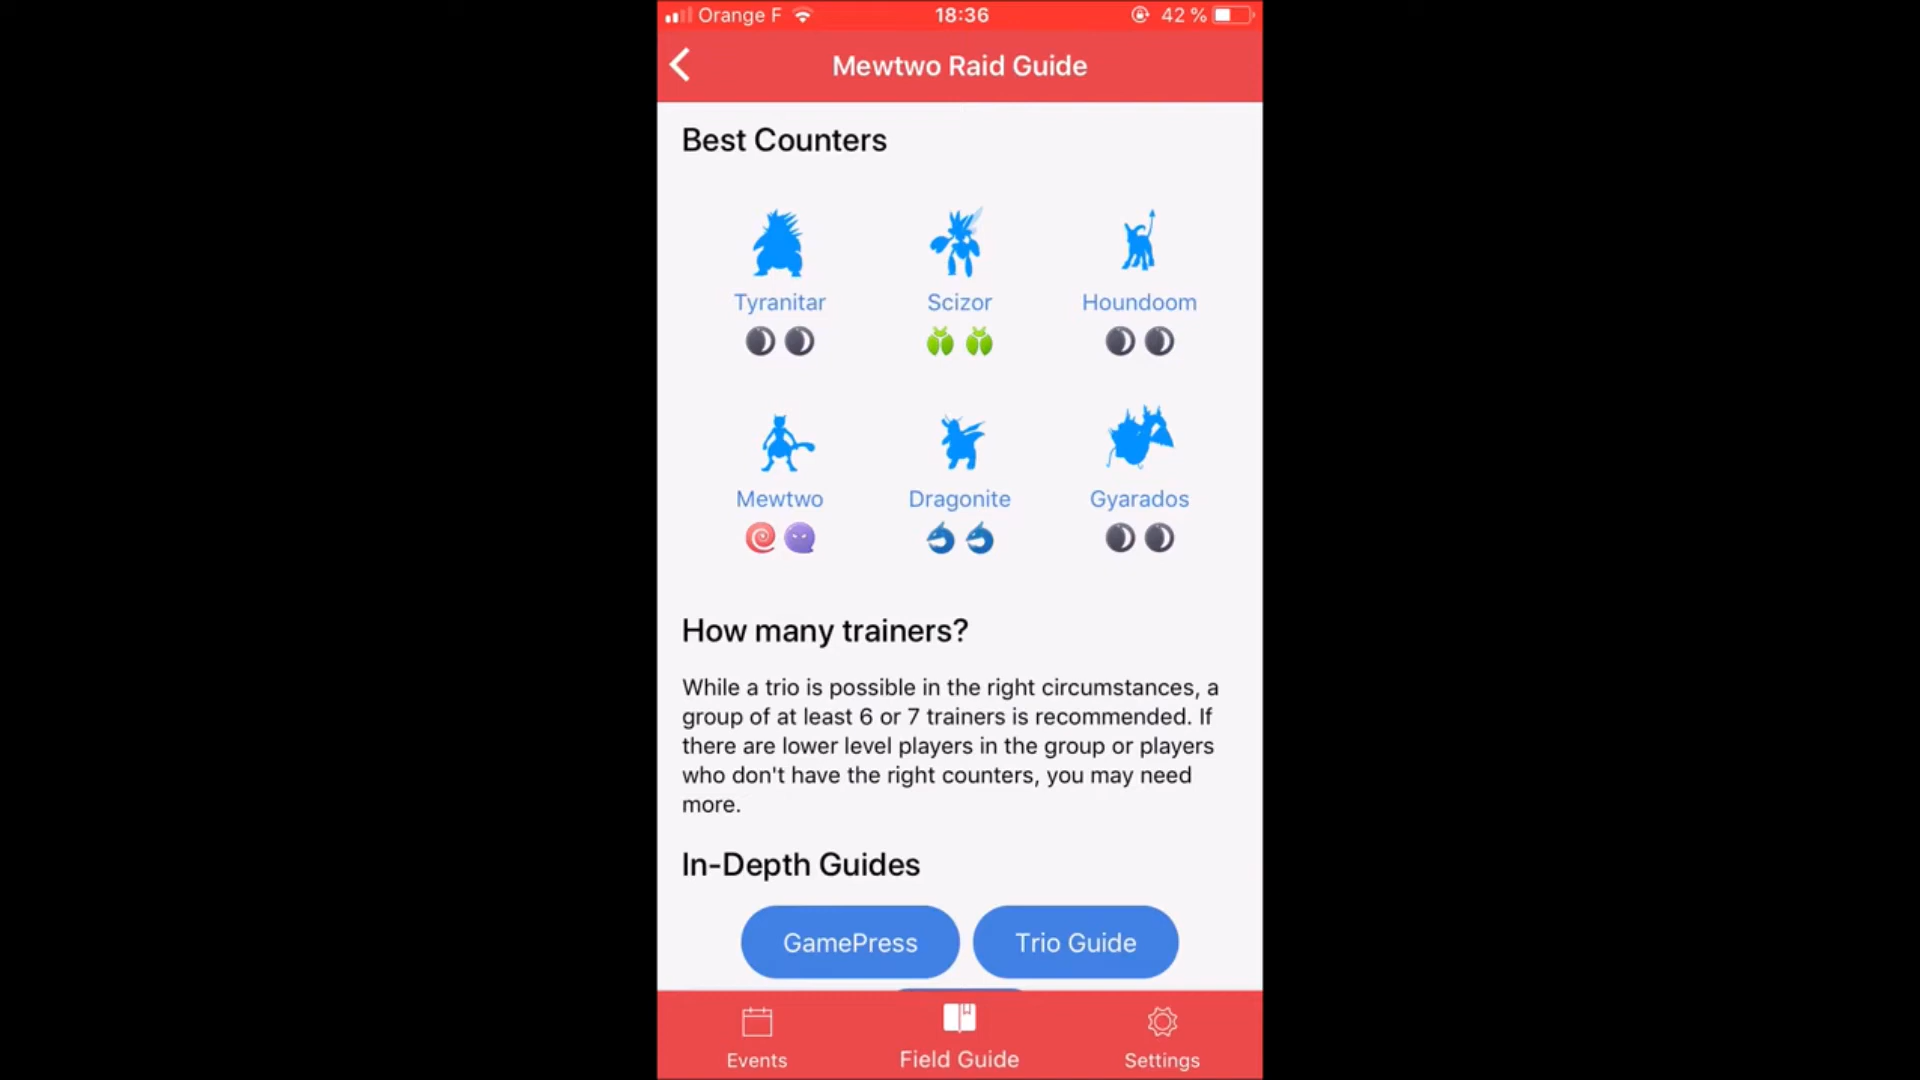 Orange F 18:36 42 %
Mewtwo Raid Guide
Best Counters
Tyranitar Scizor Houndoom
Mewtwo Dragonite Gyarados
How many trainers?
While a trio is possible in the right circumstances, a
group of at least 6 or 7 trainers is recommended. If
there are lower level players in the group or players
who don't have the right counters, you may need
more.
In-Depth Guides
GamePress Trio Guide
Events Field Guide Settings